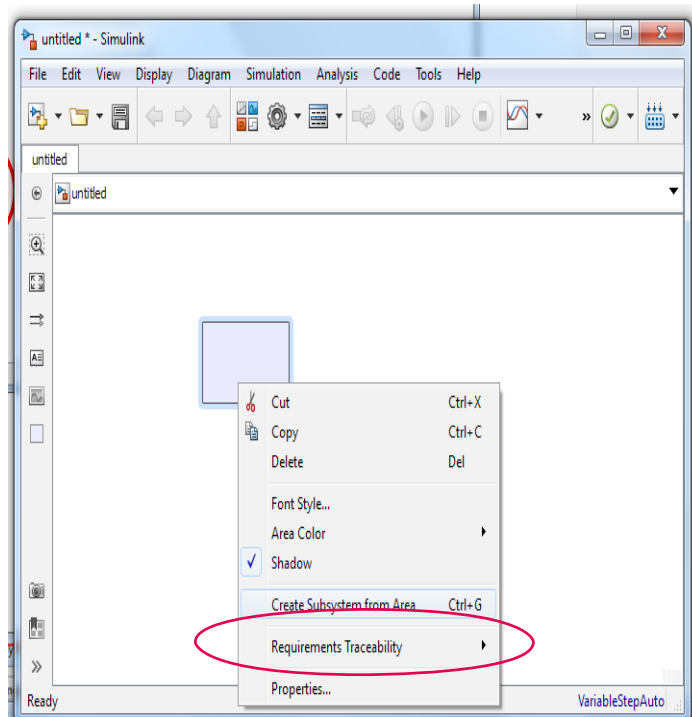 untitled * - Simulink
File Edit View Display Diagram Simulation Analysis Code Tools Help
»
untitled
untitled
A≡
Cut Ctrl+X
Copy Ctrl+C
Delete Del
Font Style...
Area Color
Shadow
Create Subsystem from Area Ctrl+G
Requirements Traceability
Properties...
»
Ready VariableStepAuto